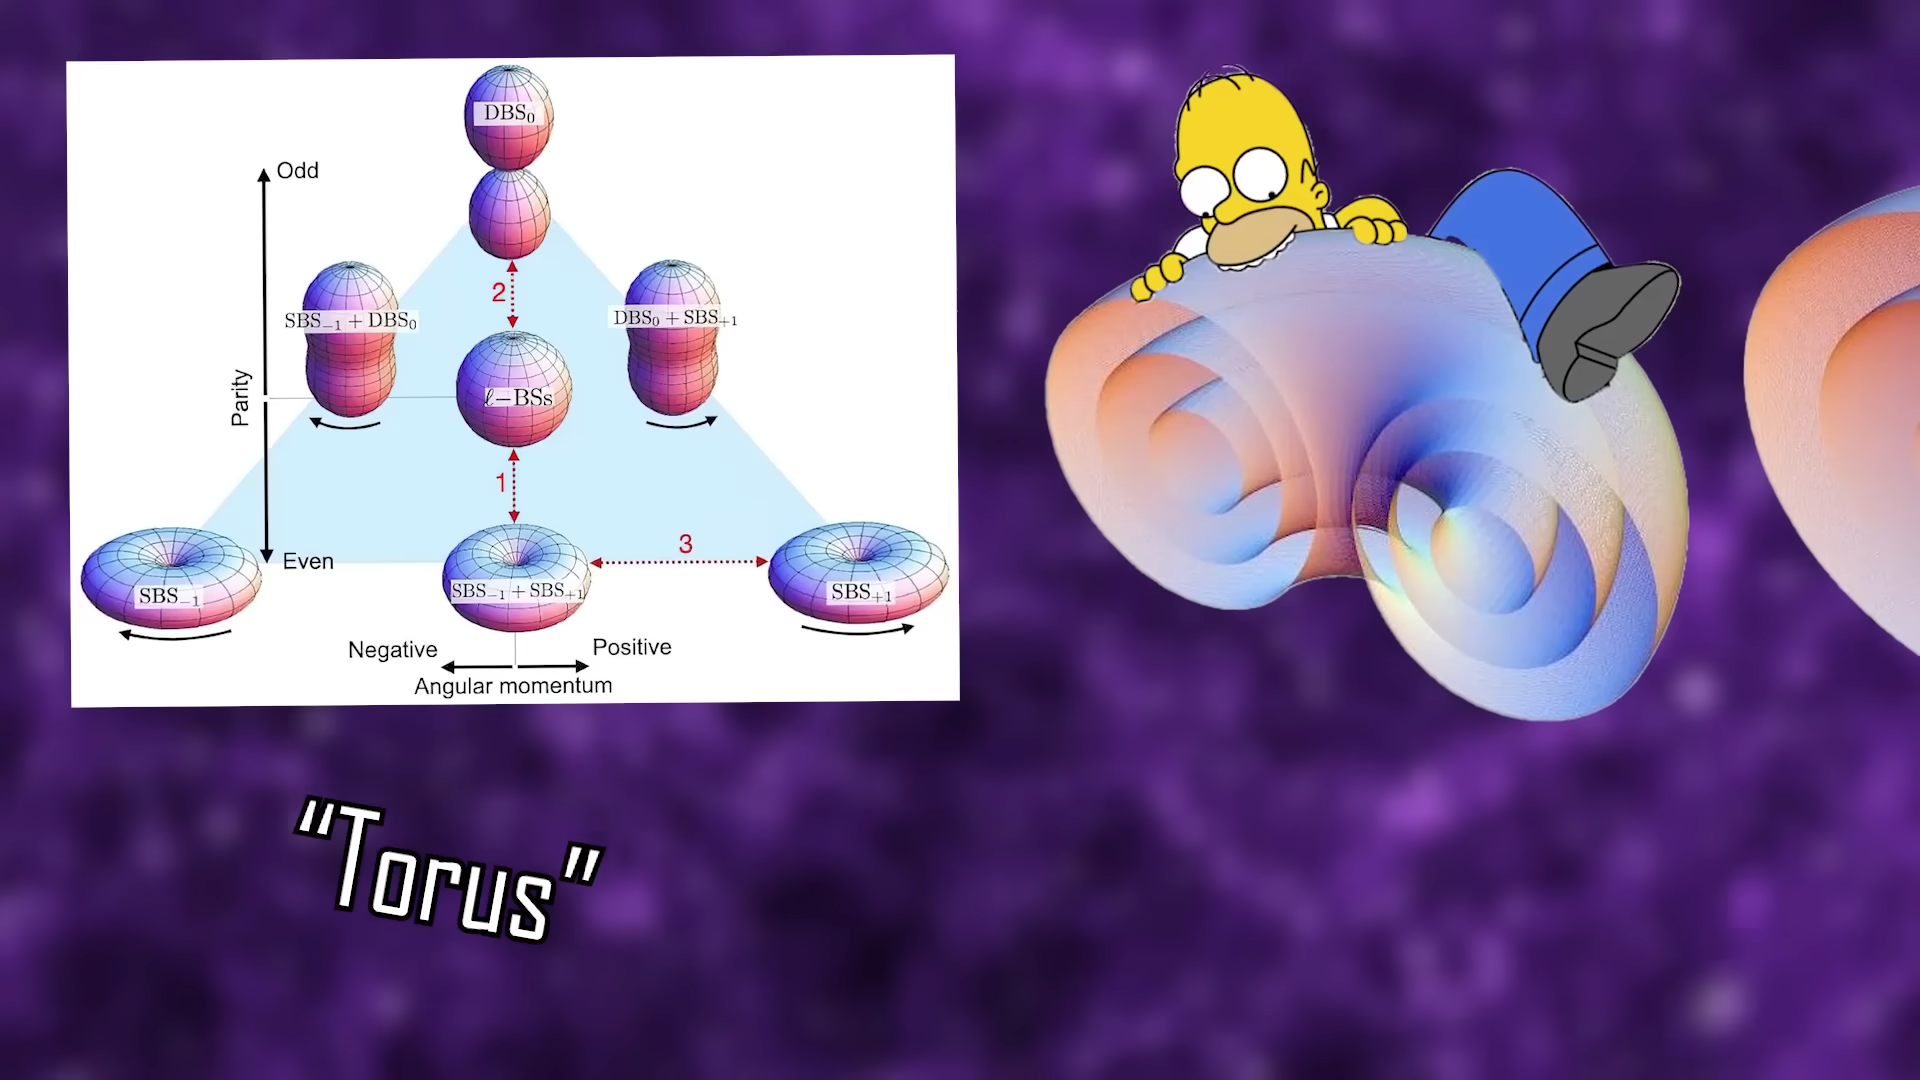 DBS₀
Odd
2
SBS₋₁ + DBS₀
DBS₀ + SBS₊₁
Parity
ℓ−BSs
1
3
Even
SBS₋₁
SBS₋₁ + SBS₊₁
SBS₊₁
Negative
Positive
Angular momentum
“Torus”